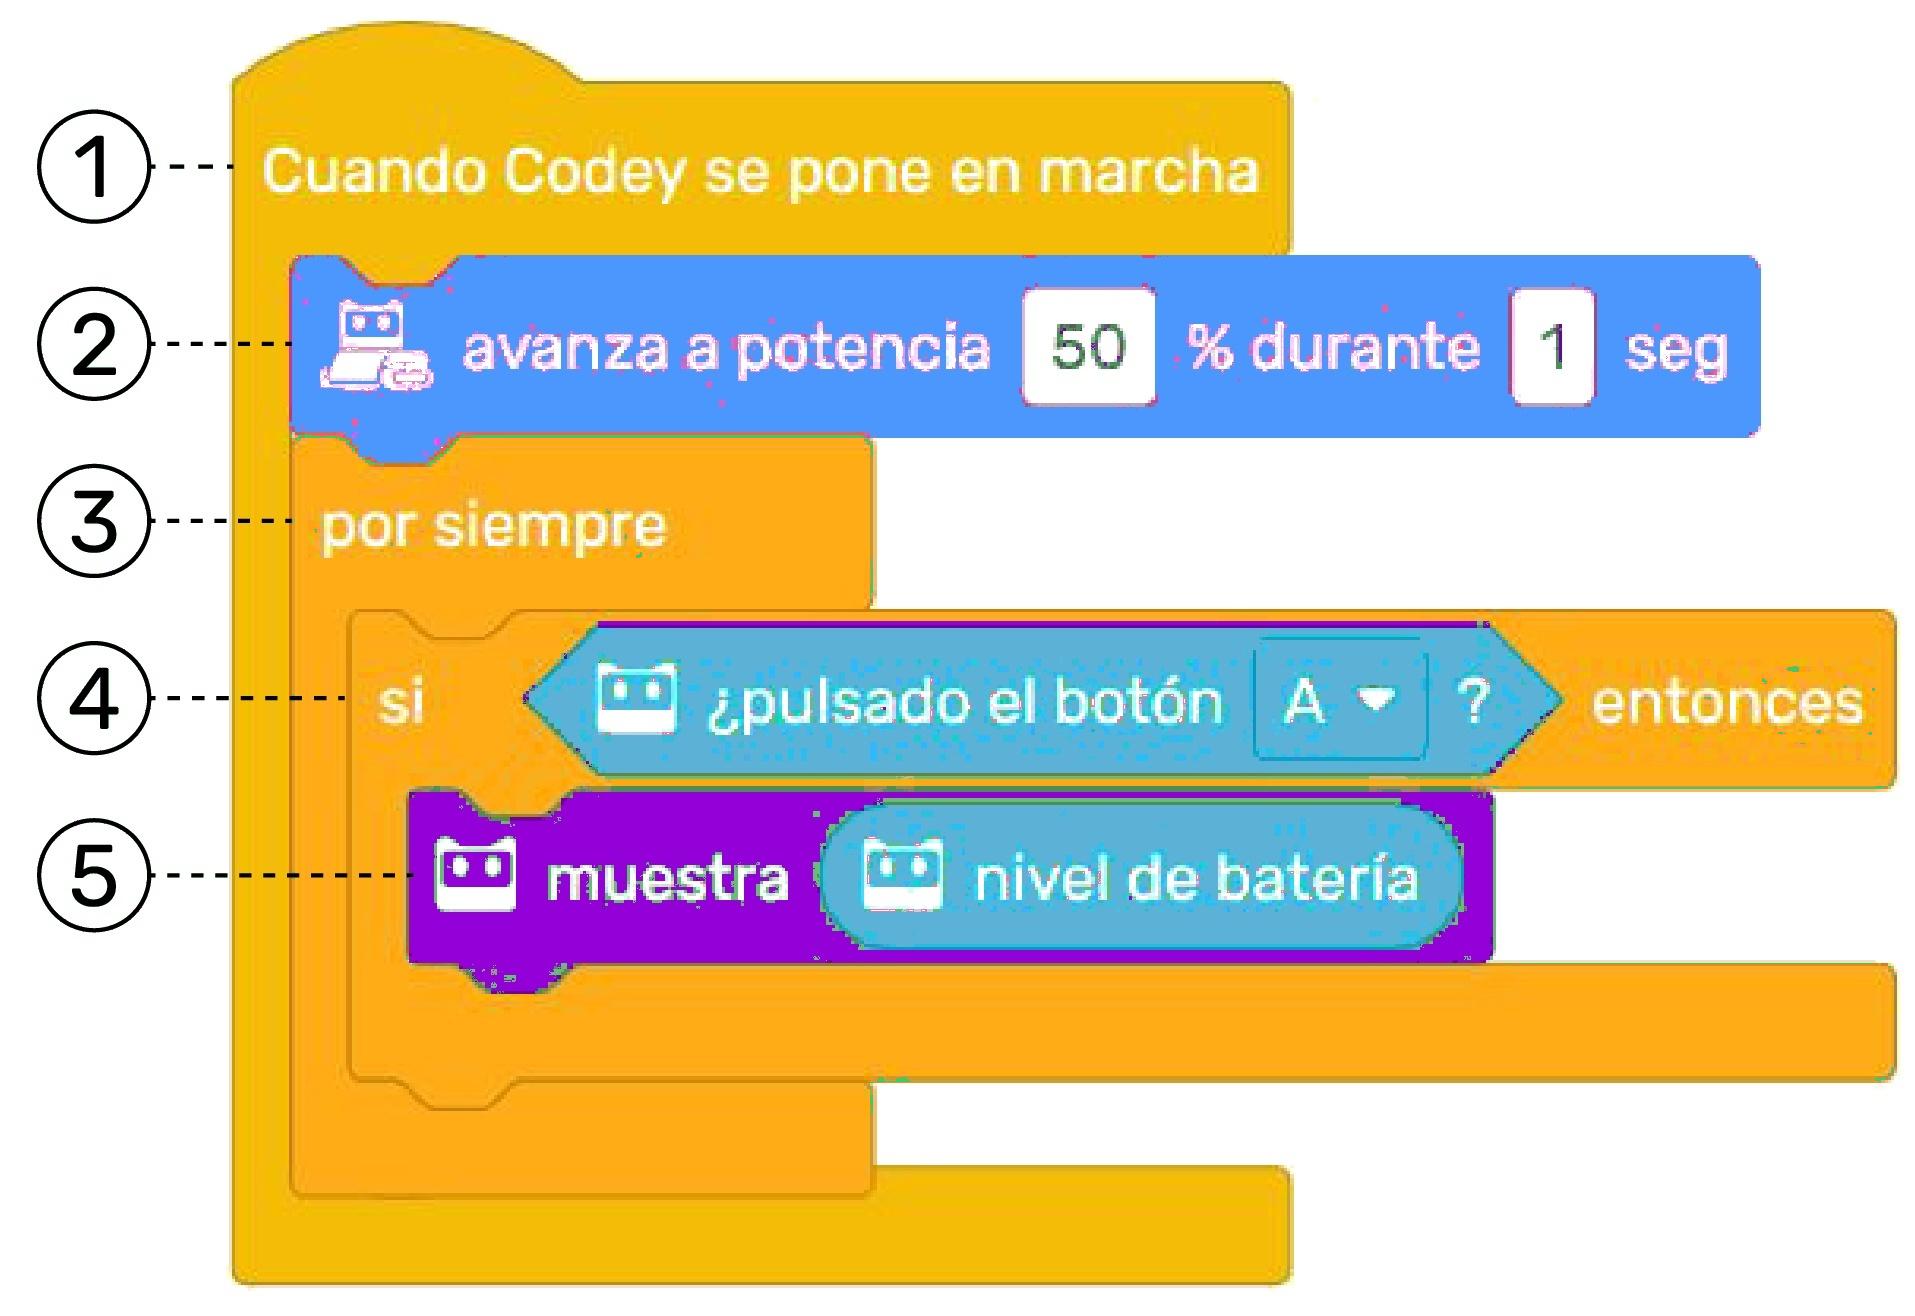 1 Cuando Codey se pone en marcha
2 avanza a potencia 50 % durante 1 seg
3 por siempre
4 si ¿pulsado el botón A ? entonces
5 muestra nivel de batería